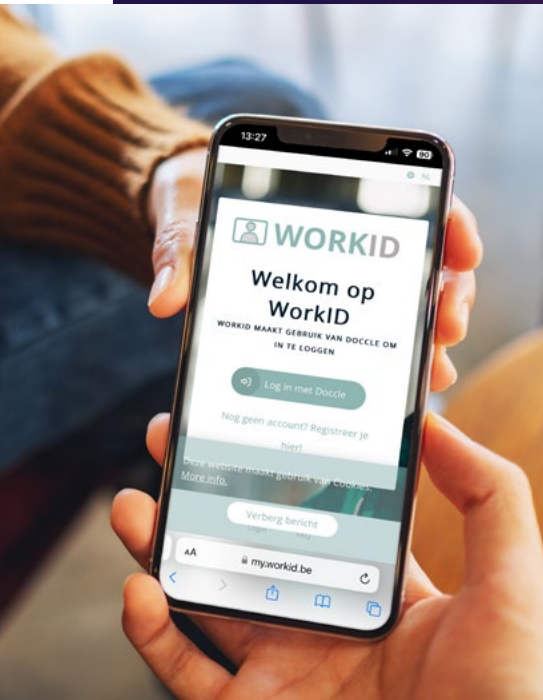 13:27
90
NL
WORKID
Welkom op
WorkID
WORKID MAAKT GEBRUIK VAN DOCCLE OM
IN TE LOGGEN
Log in met Doccle
Nog geen account? Registreer je
hier!
Deze website maakt gebruik van cookies.
More info.
Verberg bericht
AA
my.workid.be